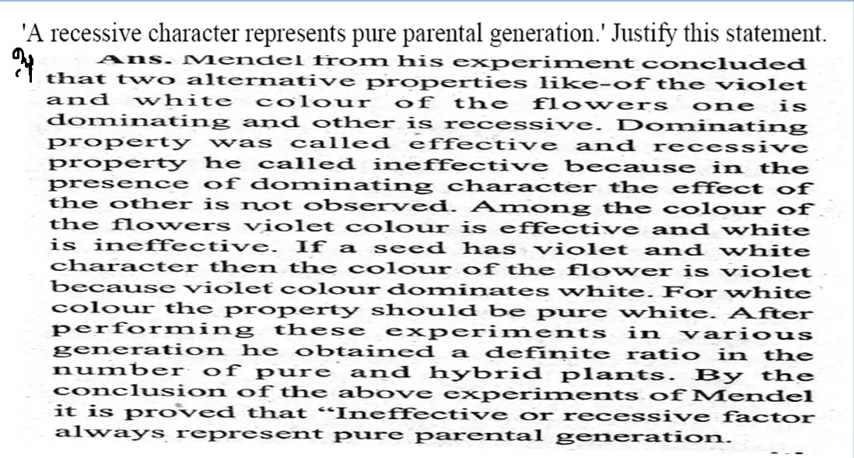 'A recessive character represents pure parental generation.' Justify this statement.
Ans. Mendel from his experiment concluded
that two alternative properties like-of the violet
and white colour of the flowers one is
dominating and other is recessive. Dominating
property was called effective and recessive
property he called ineffective because in the
presence of dominating character the effect of
the other is not observed. Among the colour of
the flowers violet colour is effective and white
is ineffective. If a seed has violet and white
character then the colour of the flower is violet
because violet colour dominates white. For white
colour the property should be pure white. After
performing these experiments in various
generation he obtained a definite ratio in the
number of pure and hybrid plants. By the
conclusion of the above experiments of Mendel
it is proved that “Ineffective or recessive factor
always represent pure parental generation.